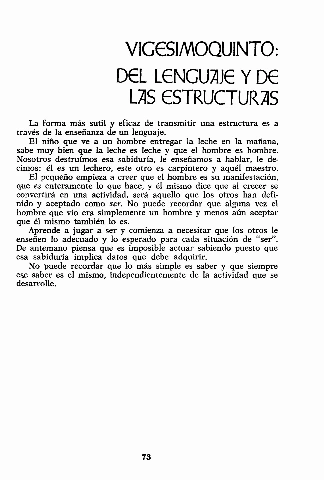 VIGESIMOQUINTO:
DEL LENGUAJE Y DE
LAS ESTRUCTURAS
La forma más sutil y eficaz de transmitir una estructura es a
través de la enseñanza de un lenguaje.
El niño que ve a un hombre entregar la leche en la mañana,
sabe muy bien que la leche es leche y que el hombre es hombre.
Nosotros destruímos esa sabiduría, le enseñamos a hablar, le de-
cimos: él es un lechero, este otro es carpintero y aquél maestro.
El pequeño empieza a creer que el hombre es su manifestación,
que es enteramente lo que hace, y él mismo dice que al crecer se
convertirá en una actividad, será aquello que los otros han defi-
nido y aceptado como ser. No puede recordar que alguna vez el
hombre que vio era simplemente un hombre y menos aún aceptar
que él mismo también lo es.
Aprende a jugar a ser y comienza a necesitar que los otros le
enseñen lo adecuado y lo esperado para cada situación de "ser".
De antemano piensa que es imposible actuar sabiendo puesto que
esa sabiduría implica datos que debe adquirir.
No puede recordar que lo más simple es saber y que siempre
ese saber es el mismo, independientemente de la actividad que se
desarrolle.
73